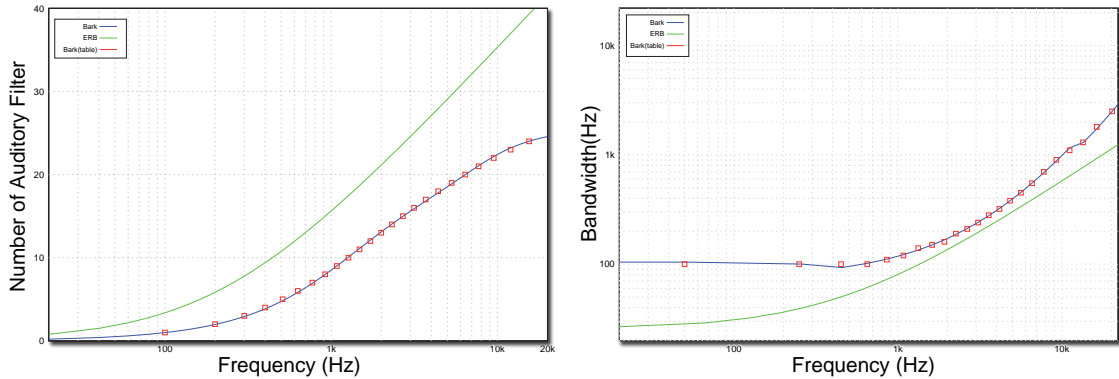 40
30
20
10
0
Number of Auditory Filter
Bark
ERB
Bark(table)
100
1k
10k
20k
Frequency (Hz)
10k
1k
100
Bandwidth(Hz)
Bark
ERB
Bark(table)
100
1k
10k
Frequency (Hz)